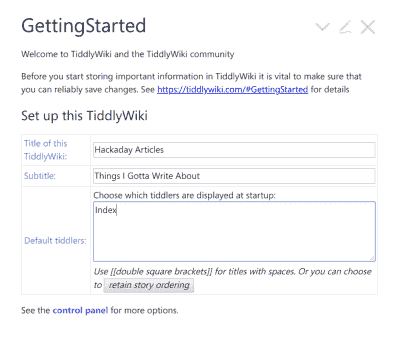 GettingStarted
Welcome to TiddlyWiki and the TiddlyWiki community
Before you start storing important information in TiddlyWiki it is vital to make sure that
you can reliably save changes. See https://tiddlywiki.com/#GettingStarted for details
Set up this TiddlyWiki
Title of this
TiddlyWiki:
Hackaday Articles
Subtitle:
Things I Gotta Write About
Default tiddlers:
Choose which tiddlers are displayed at startup:
Index
Use [[double square brackets]] for titles with spaces. Or you can choose
to retain story ordering
See the control panel for more options.